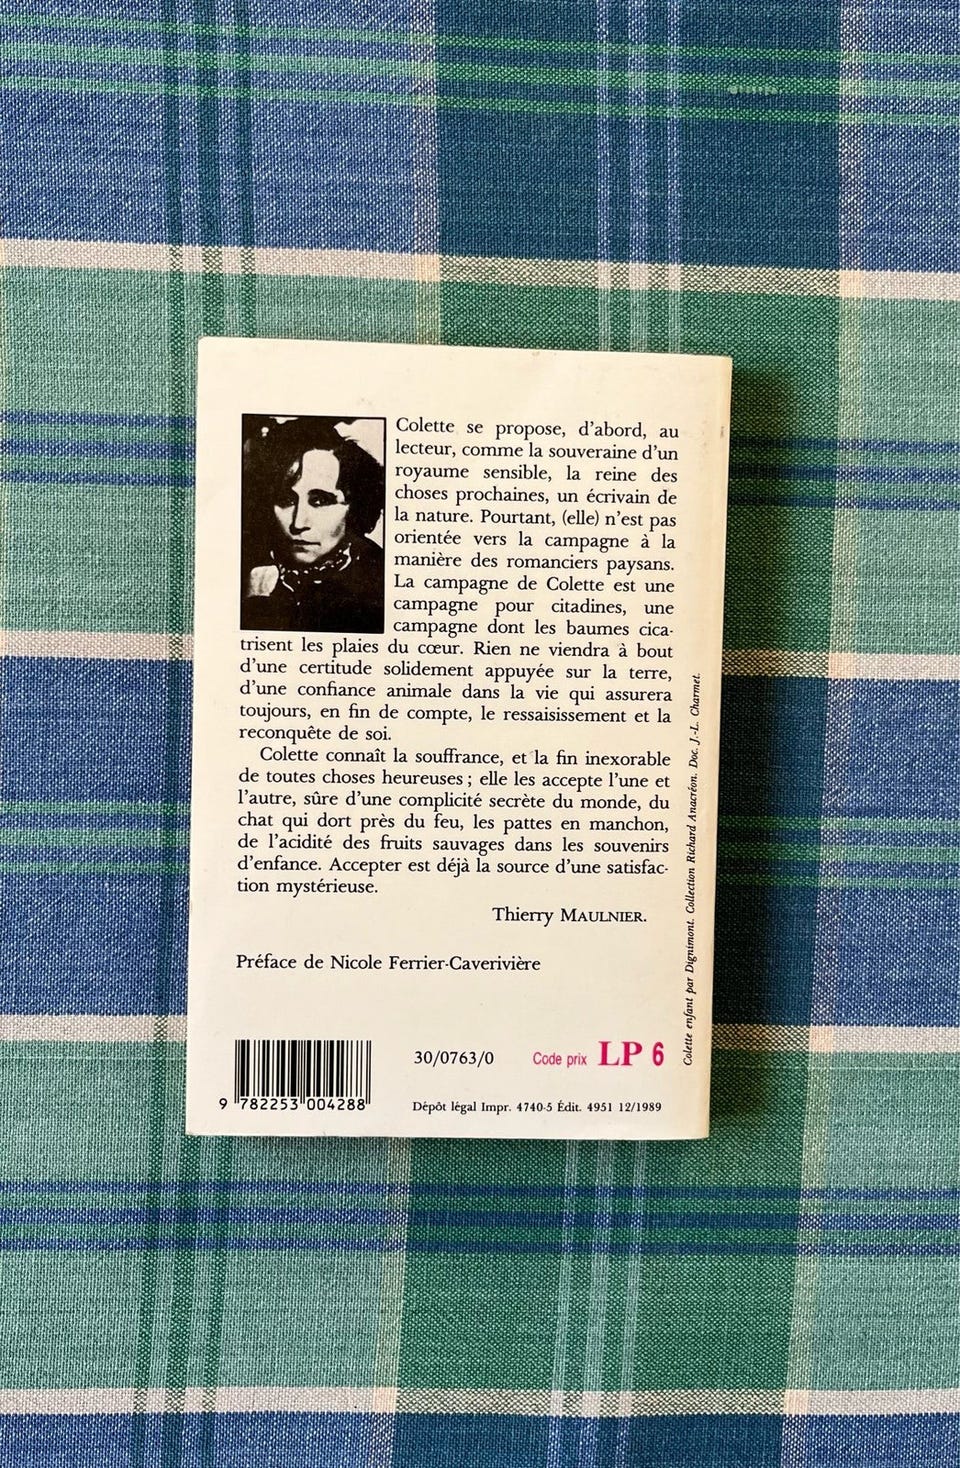 Colette se propose, d'abord, au
lecteur, comme la souveraine d'un
royaume sensible, la reine des
choses prochaines, un écrivain de
la nature. Pourtant, (elle) n'est pas
orientée vers la campagne à la
manière des romanciers paysans.
La campagne de Colette est une
campagne pour citadines, une
campagne dont les baumes cica-
trisent les plaies du cœur. Rien ne viendra à bout
d'une certitude solidement appuyée sur la terre,
d'une confiance animale dans la vie qui assurera
toujours, en fin de compte, le ressaisissement et la
reconquête de soi.
Colette connaît la souffrance, et la fin inexorable
de toutes choses heureuses ; elle les accepte l'une et
l'autre, sûre d'une complicité secrète du monde, du
chat qui dort près du feu, les pattes en manchon,
de l'acidité des fruits sauvages dans les souvenirs
d'enfance. Accepter est déjà la source d'une satisfac-
tion mystérieuse.
Thierry MAULNIER.
Préface de Nicole Ferrier-Caverivière
9 782253 004288
30/0763/0
Code prix LP 6
Dépôt légal Impr. 4740-5 Édit. 4951 12/1989
Colette enfant par Dignimont. Collection Richard Anacréon. Doc. J.-L. Charmet.